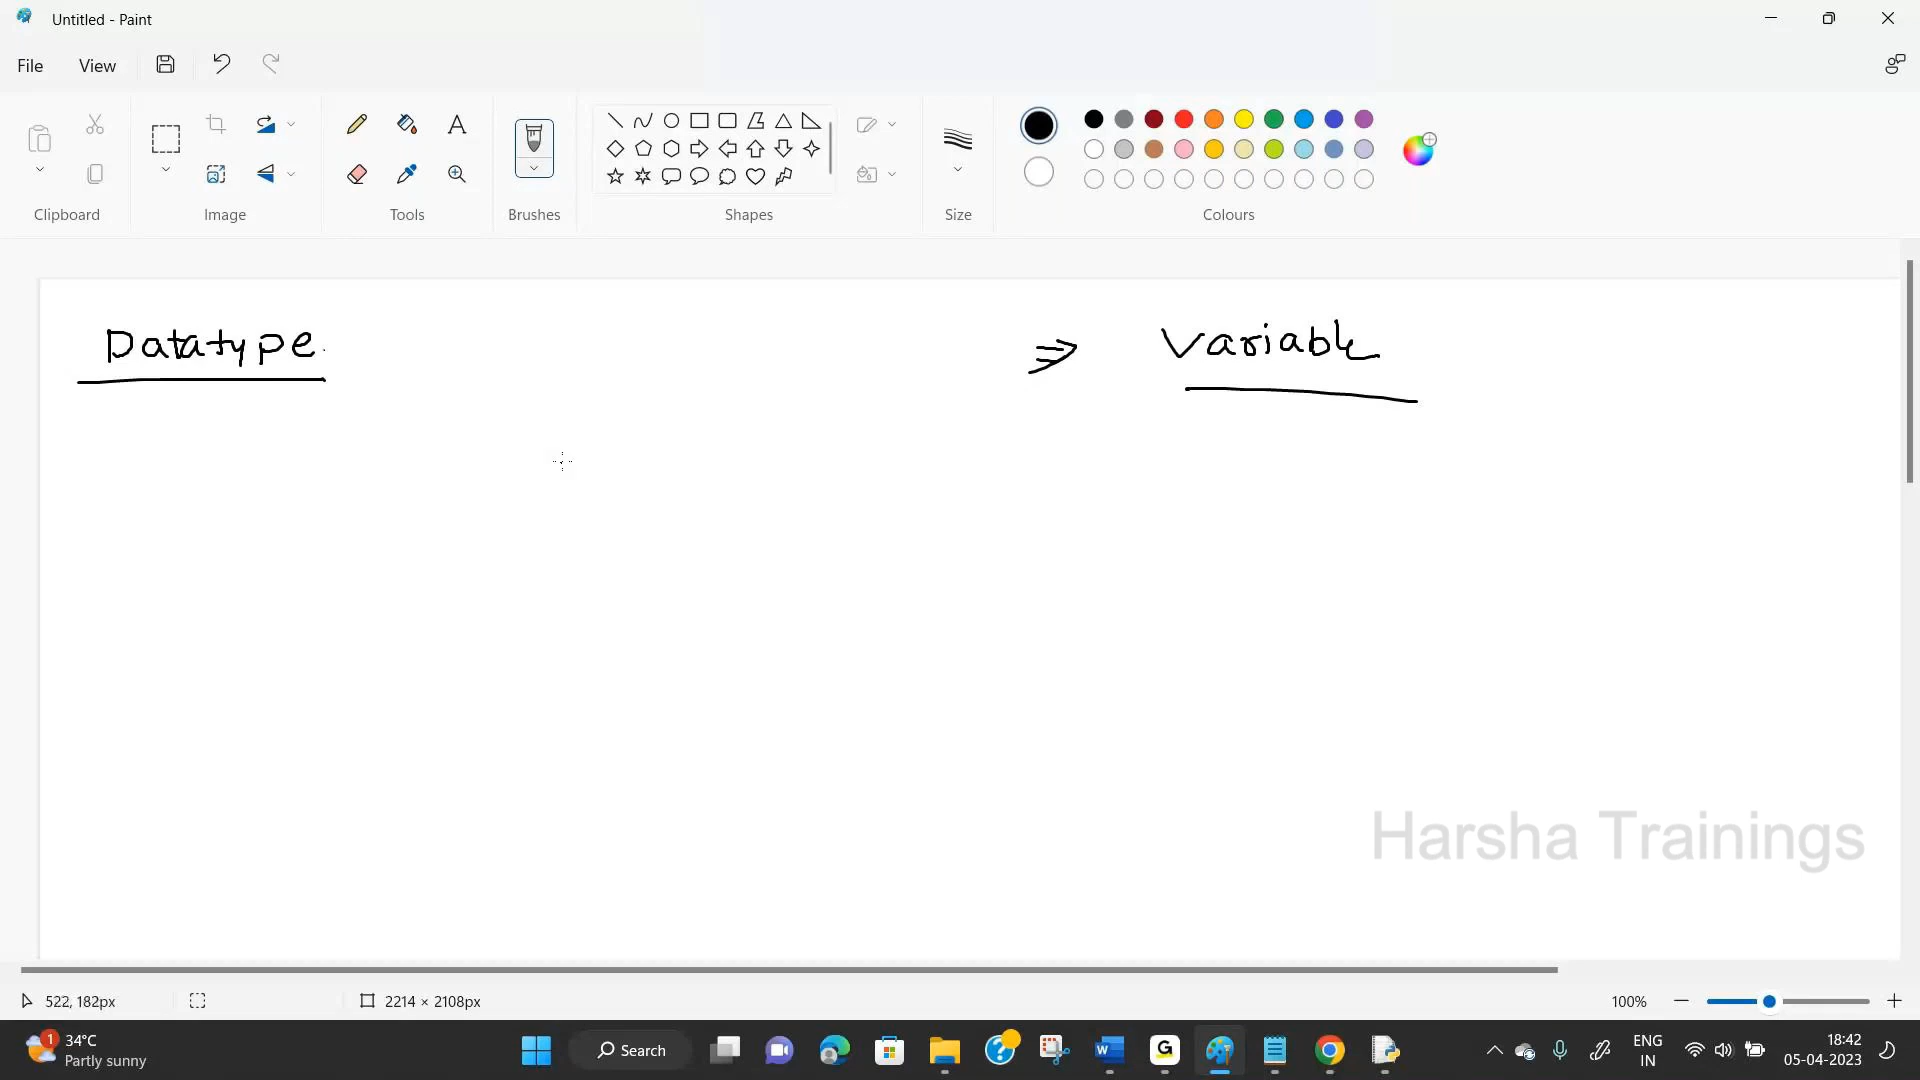 Untitled - Paint
File View
Clipboard Image Tools Brushes Shapes Size Colours
Datatype. ⇒ Variable
Harsha Trainings
522, 182px 2214 × 2108px 100%
1 34°C
Partly sunny
Search
ENG
IN
18:42
05-04-2023